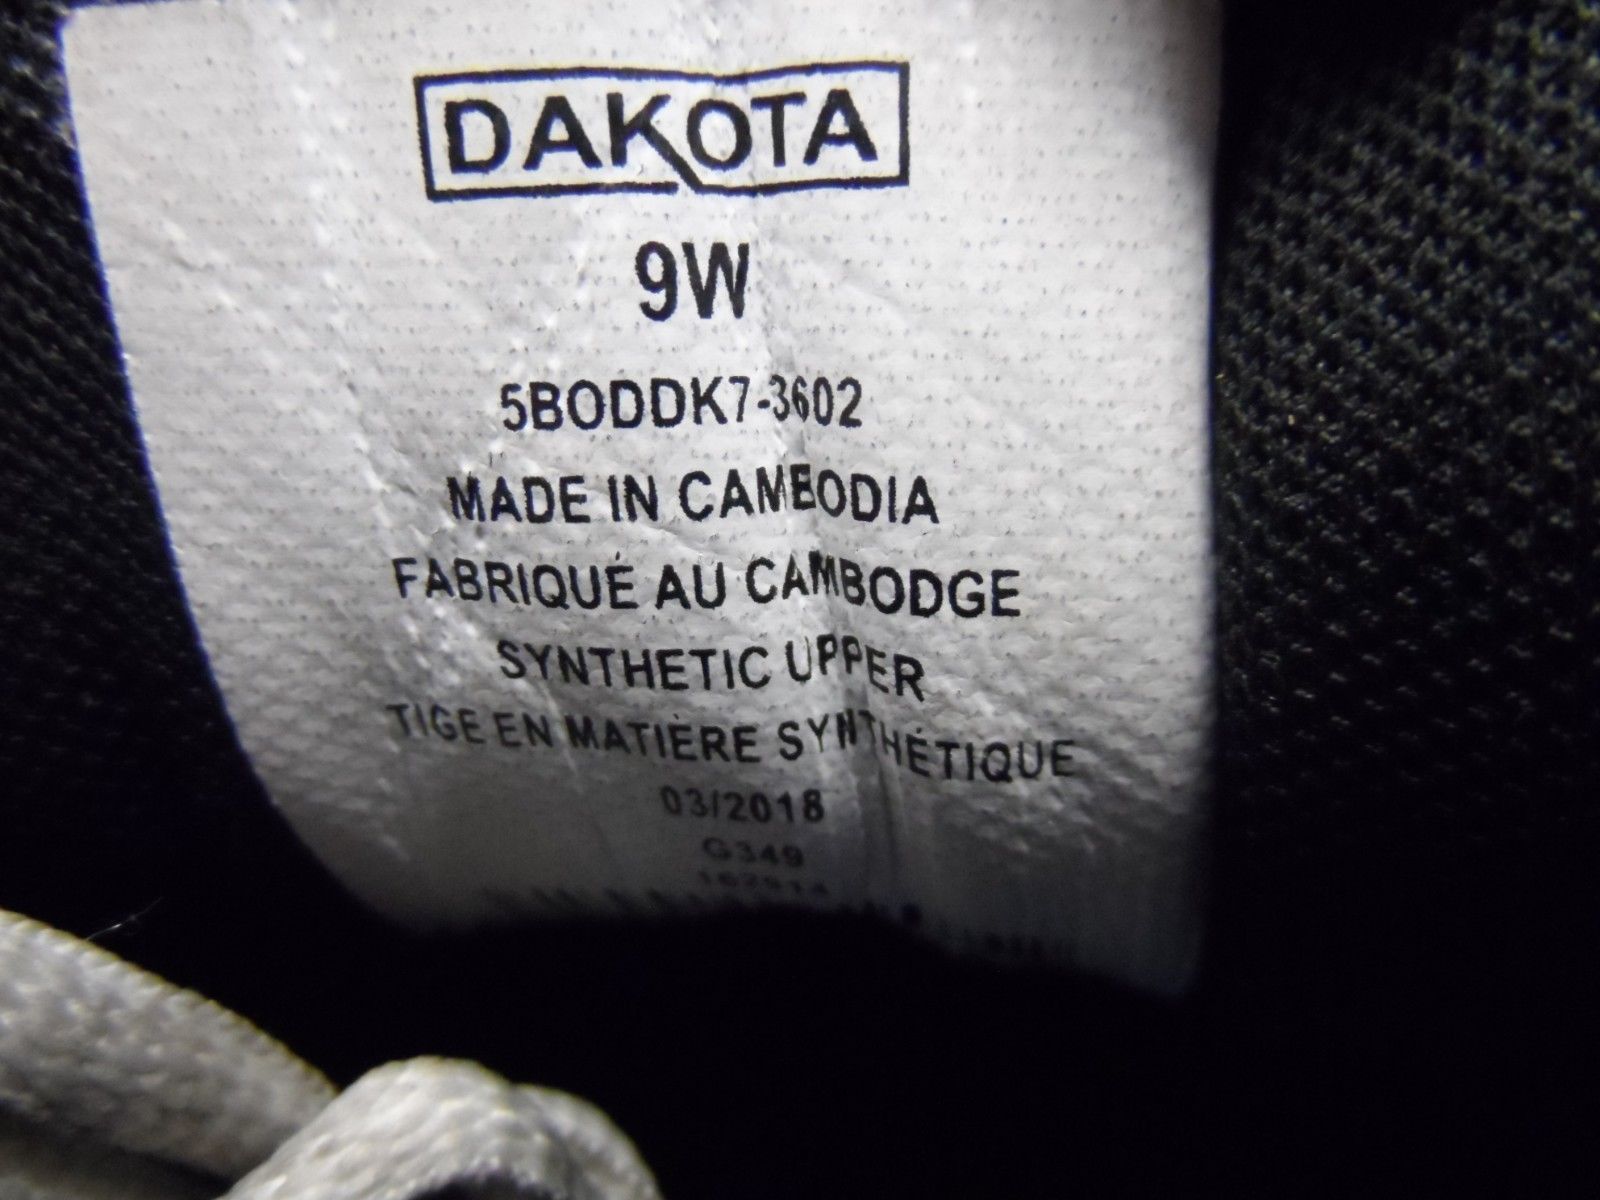 DAKOTA
9W
5BODDK7-3602
MADE IN CAMBODIA
FABRIQUÉ AU CAMBODGE
SYNTHETIC UPPER
TIGE EN MATIÈRE SYNTHÉTIQUE
03/2018
G349